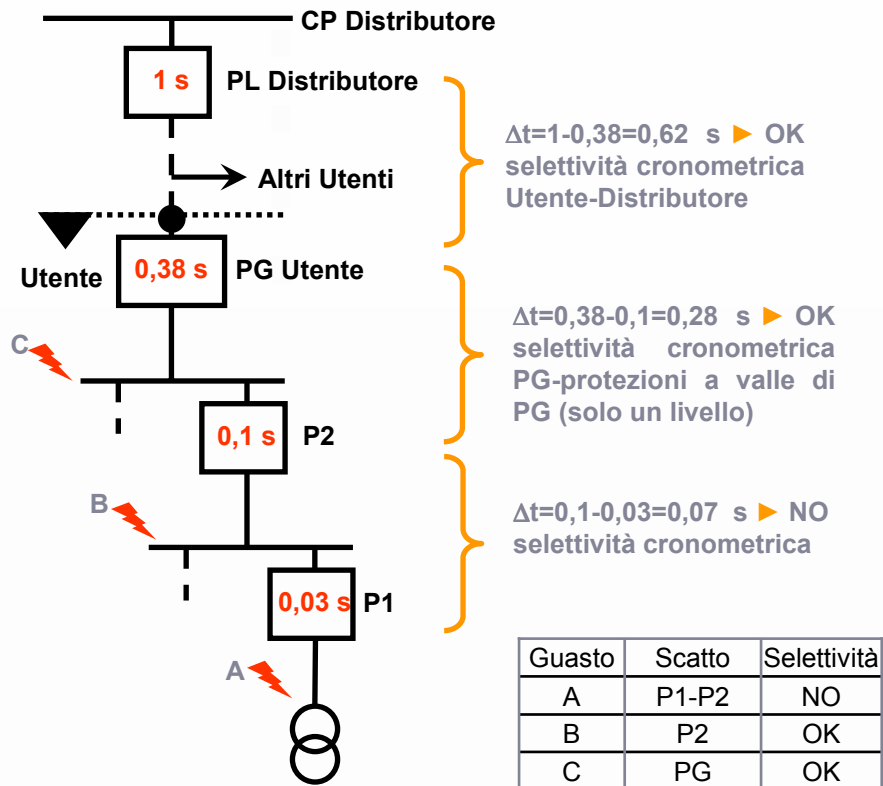 CP Distributore
1 s
PL Distributore
Δt=1-0,38=0,62 s ► OK
selettività cronometrica
Utente-Distributore
Altri Utenti
Utente
0,38 s
PG Utente
Δt=0,38-0,1=0,28 s ► OK
selettività cronometrica
PG-protezioni a valle di
PG (solo un livello)
C
0,1 s
P2
B
Δt=0,1-0,03=0,07 s ► NO
selettività cronometrica
0,03 s
P1
A
Guasto Scatto Selettività
A P1-P2 NO
B P2 OK
C PG OK